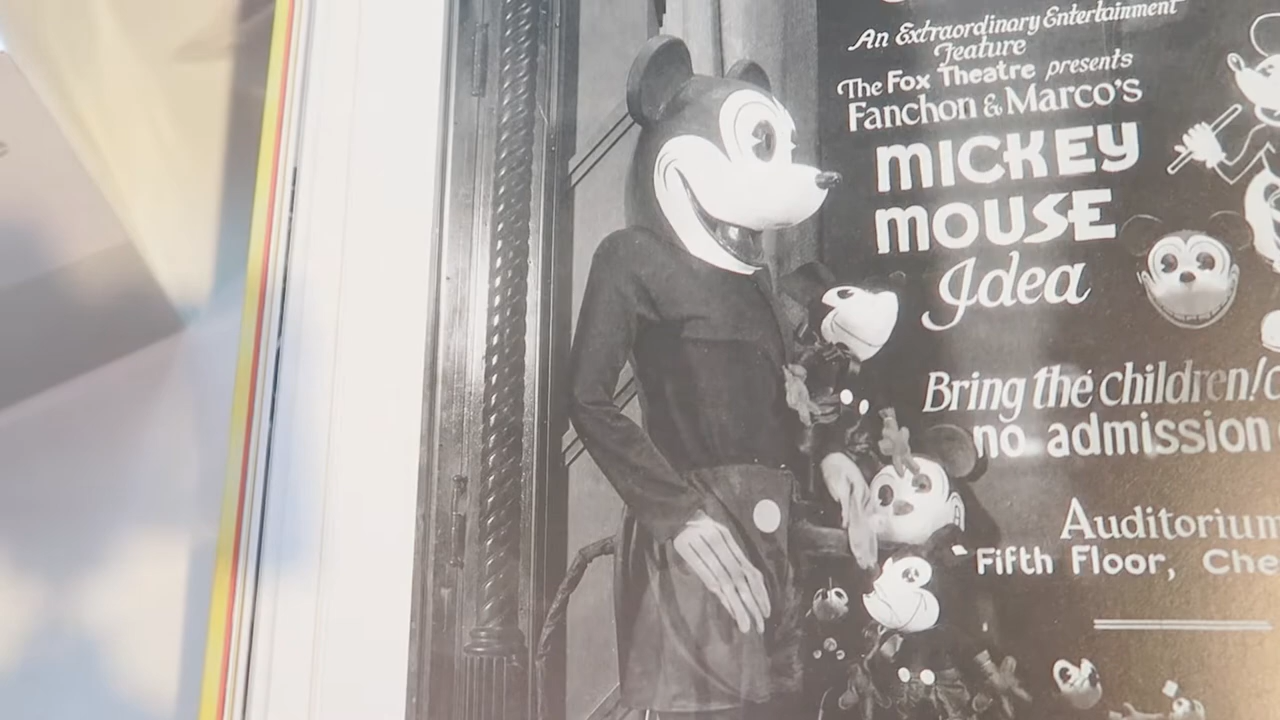 An Extraordinary Entertainment
Feature
The Fox Theatre presents
Fanchon & Marco's
MICKEY
MOUSE
Idea
Bring the children!
no admission
Auditorium
Fifth Floor,